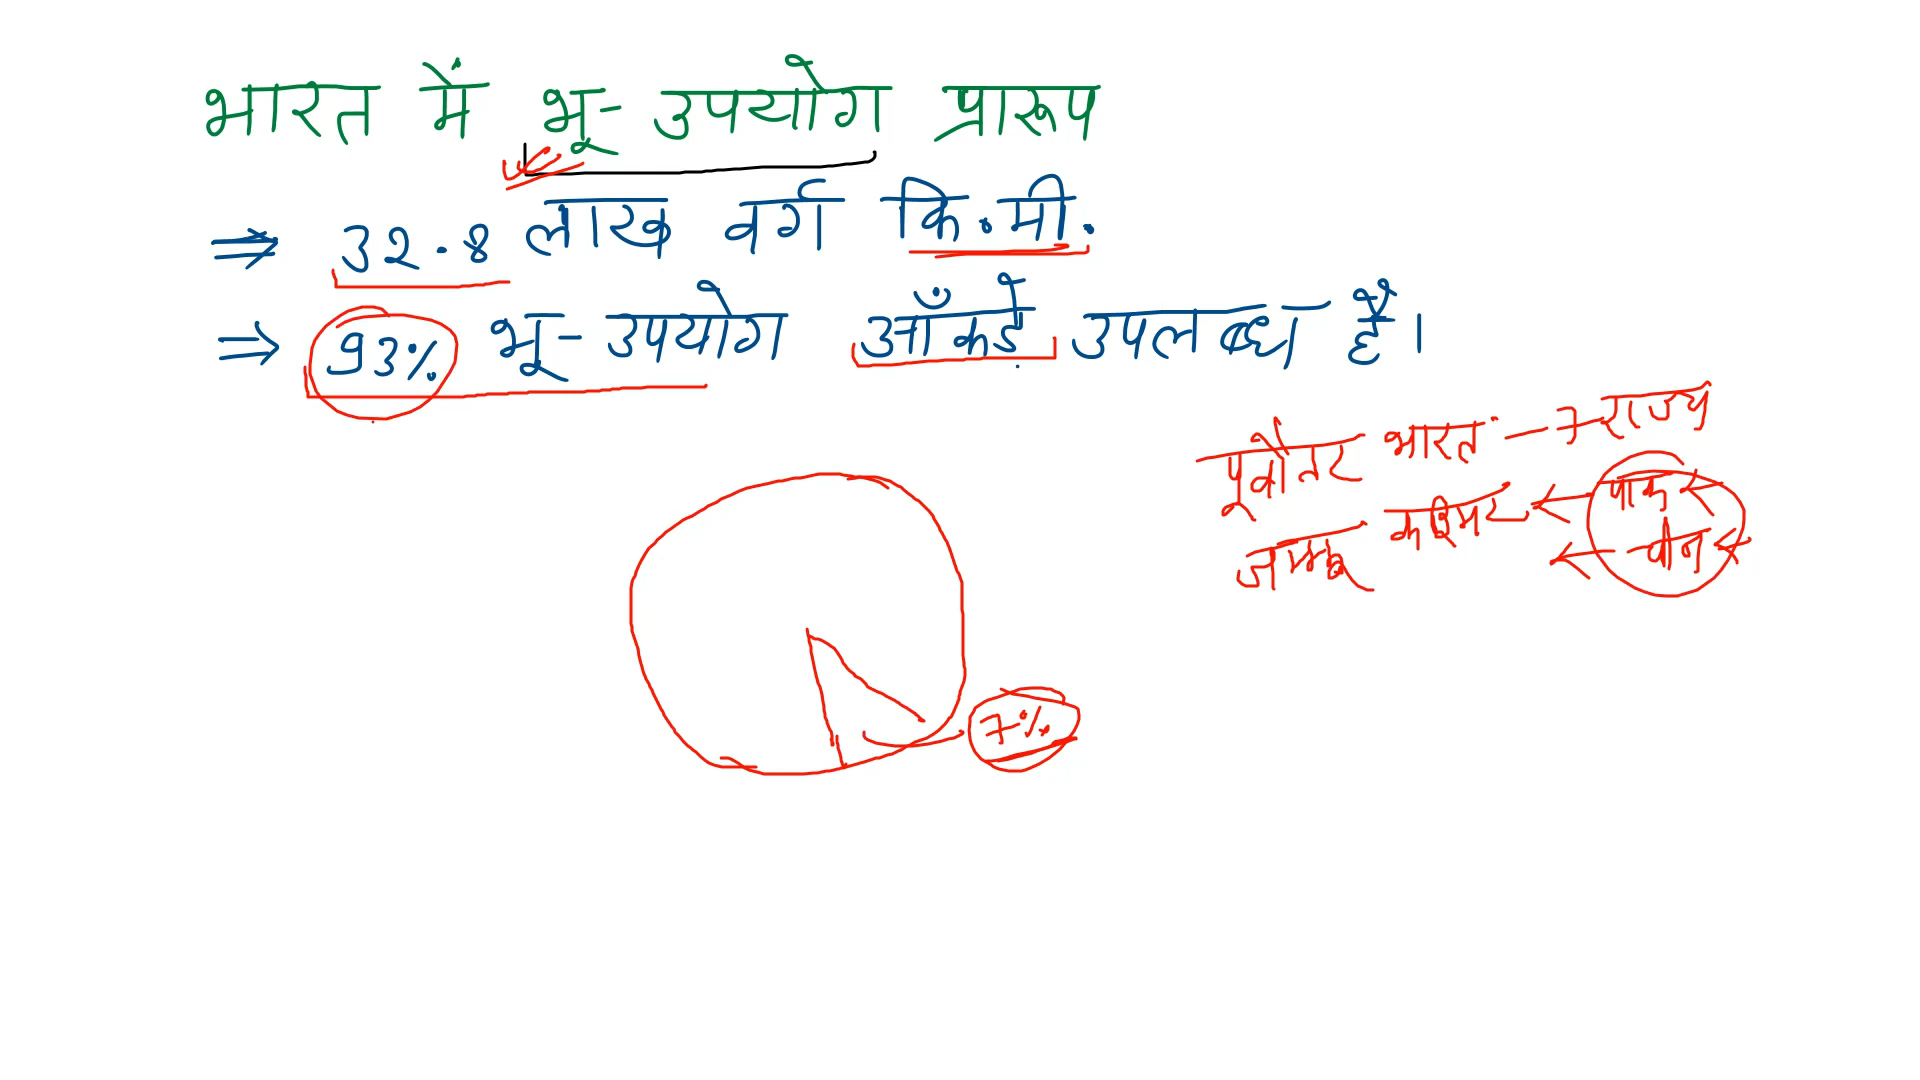 भारत में भू-उपयोग प्रारूप
⇒ 32.8 लाख वर्ग कि.मी.
⇒ 93% भू-उपयोग आँकडे उपलब्ध है।
पूर्वोतर भारत – 7 राज्य
जम्मू कश्मिर ← पाक ←
← चीन ←
7%